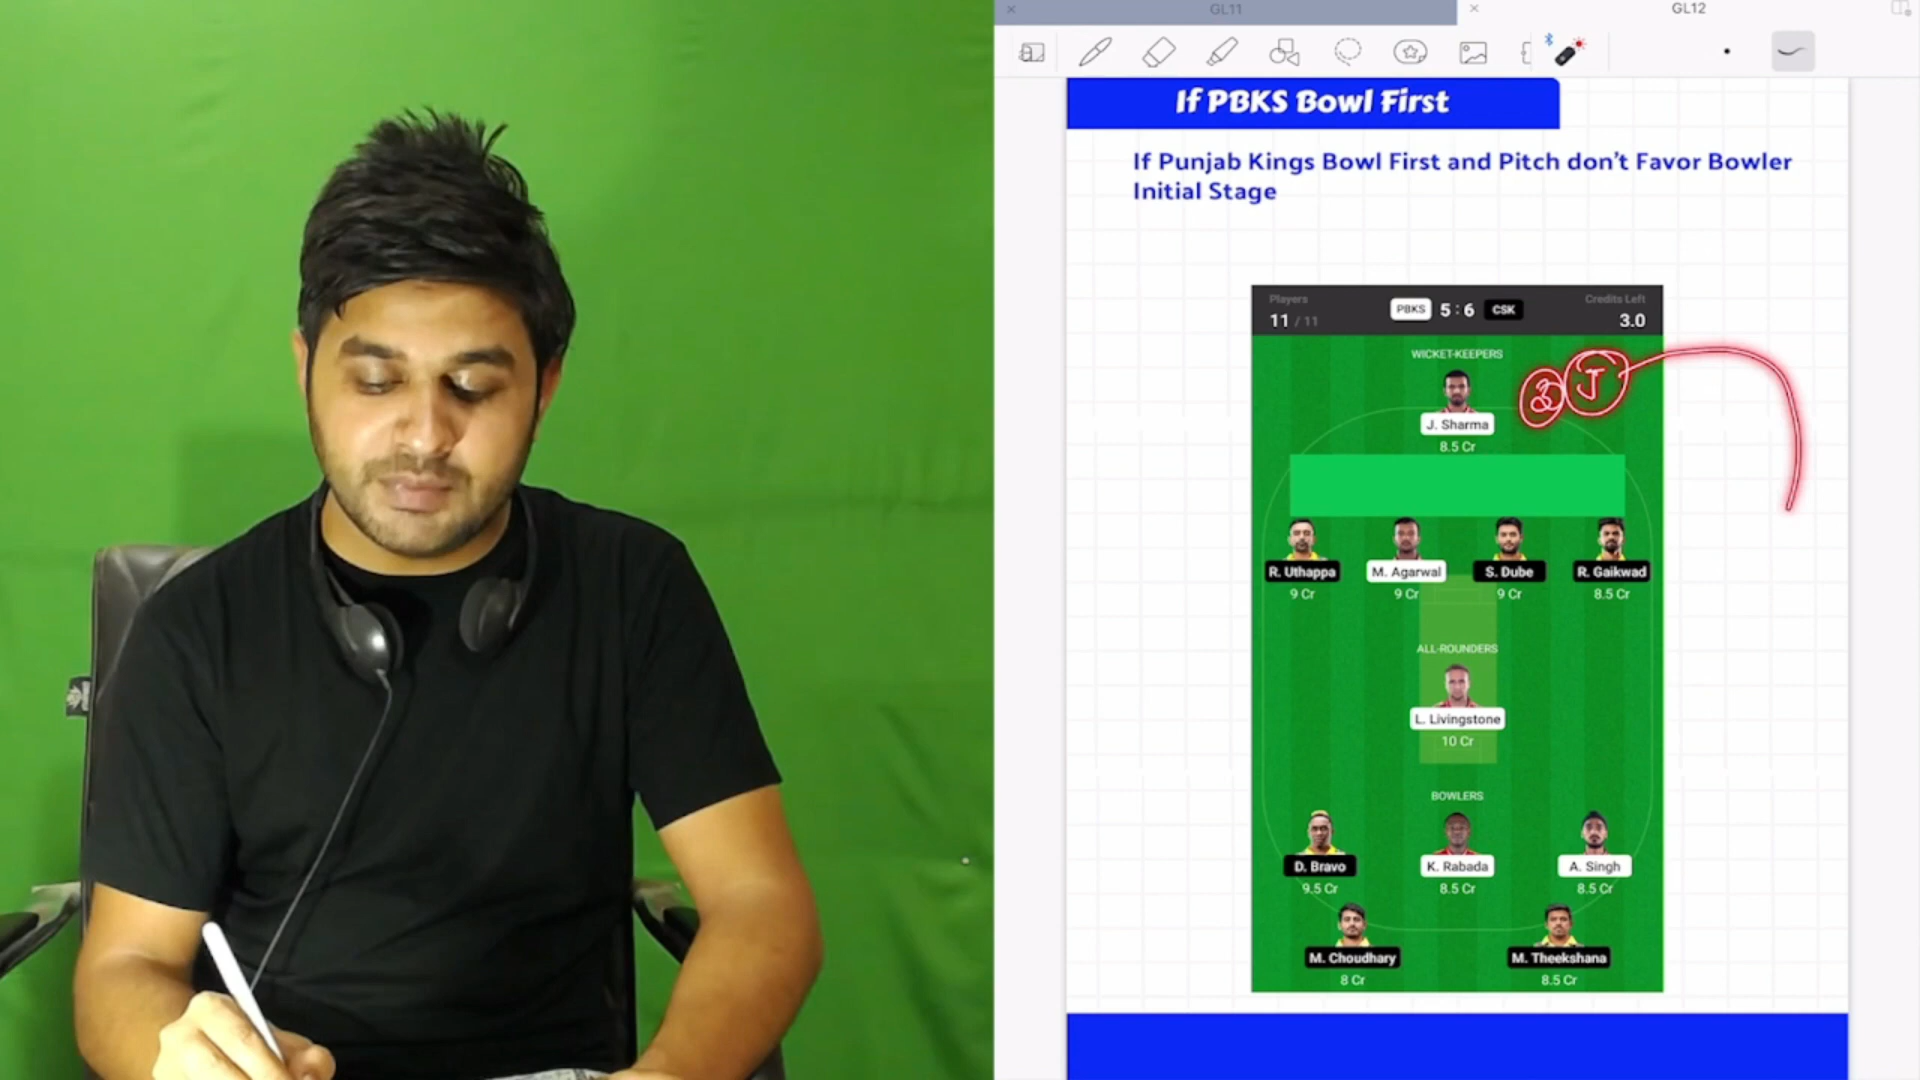 GL11
GL12
If PBKS Bowl First
If Punjab Kings Bowl First and Pitch don't Favor Bowler
Initial Stage
Players
PBKS 5 : 6 CSK
Credits Left
11 / 11
3.0
WICKET-KEEPERS
J
J. Sharma
8.5 Cr
R. Uthappa
M. Agarwal
S. Dube
R. Gaikwad
9 Cr
9 Cr
9 Cr
8.5 Cr
ALL-ROUNDERS
L. Livingstone
10 Cr
BOWLERS
D. Bravo
K. Rabada
A. Singh
9.5 Cr
8.5 Cr
8.5 Cr
M. Choudhary
M. Theekshana
8 Cr
8.5 Cr